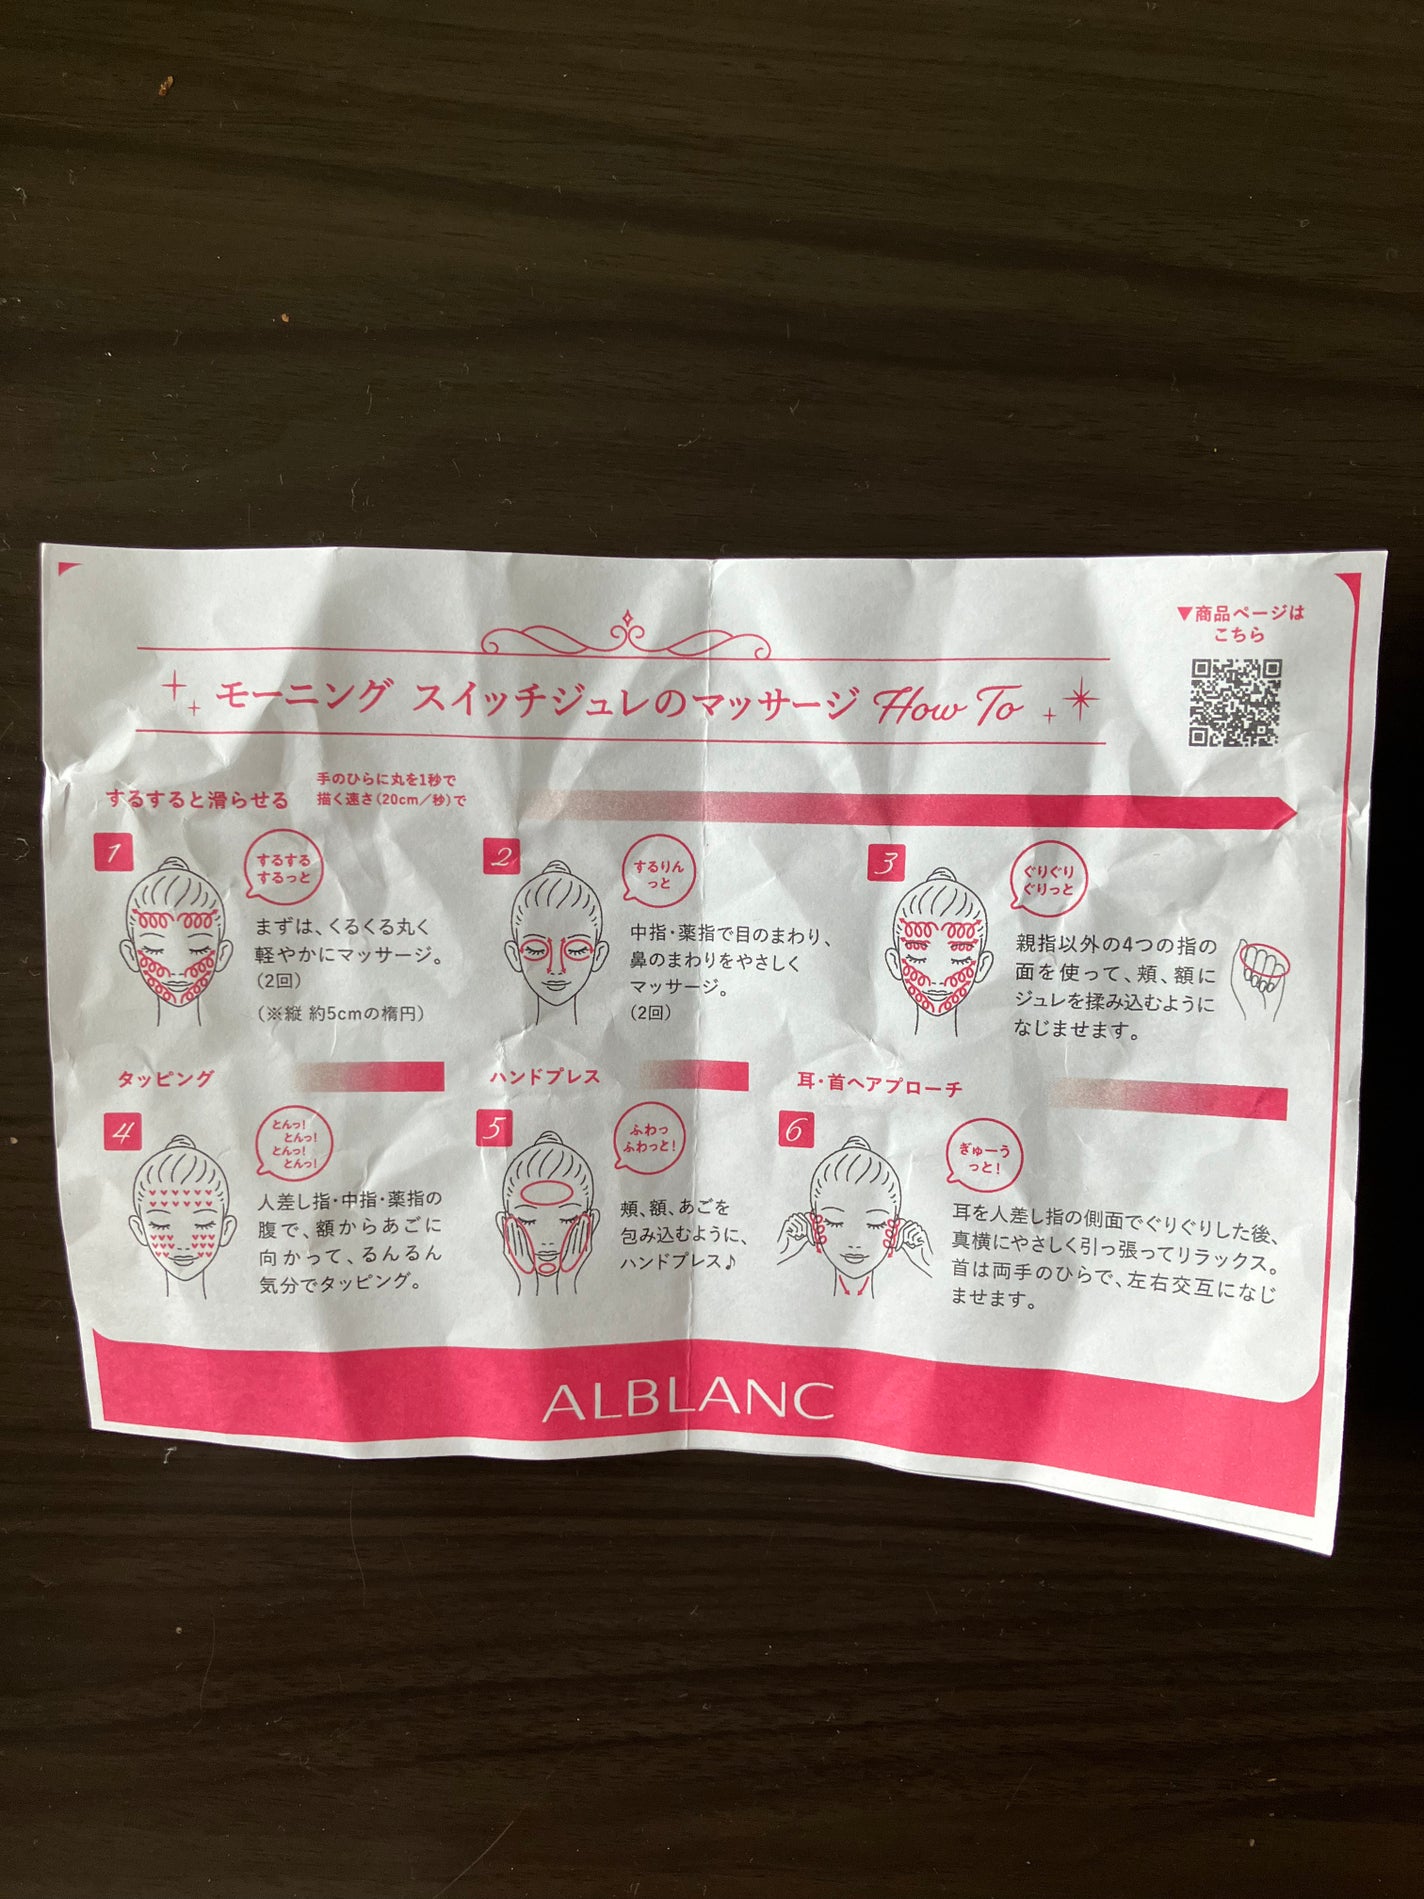 ▼商品ページは
こちら
モーニング スイッチジュレのマッサージ How To
するすると滑らせる
手のひらに丸を1秒で
描く速さ(20cm/秒)で
1
するする
するっと
まずは、くるくる丸く
軽やかにマッサージ。
(2回)
(※縦 約5cmの楕円)
2
するりん
っと
中指・薬指で目のまわり、
鼻のまわりをやさしく
マッサージ。
(2回)
3
ぐりぐり
ぐりっと
親指以外の4つの指の
面を使って、頬、額に
ジュレを揉み込むように
なじませます。
タッピング
4
とんっ!
とんっ!
とんっ!
とんっ!
人差し指・中指・薬指の
腹で、額からあごに
向かって、るんるん
気分でタッピング。
ハンドプレス
5
ふわっ
ふわっと!
頬、額、あごを
包み込むように、
ハンドプレス♪
耳・首へアプローチ
6
ぎゅーう
っと!
耳を人差し指の側面でぐりぐりした後、
真横にやさしく引っ張ってリラックス。
首は両手のひらで、左右交互になじ
ませます。
ALBLANC